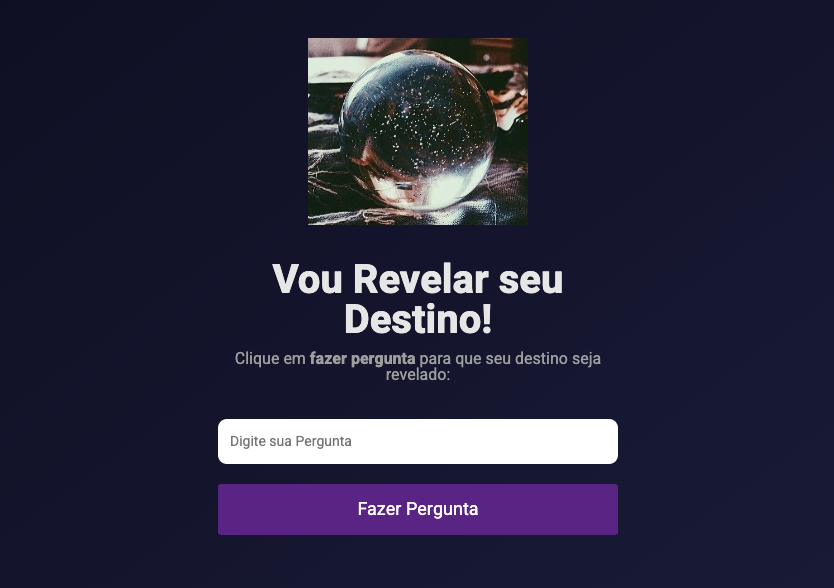 Vou Revelar seu
Destino!
Clique em fazer pergunta para que seu destino seja
revelado:
Digite sua Pergunta
Fazer Pergunta